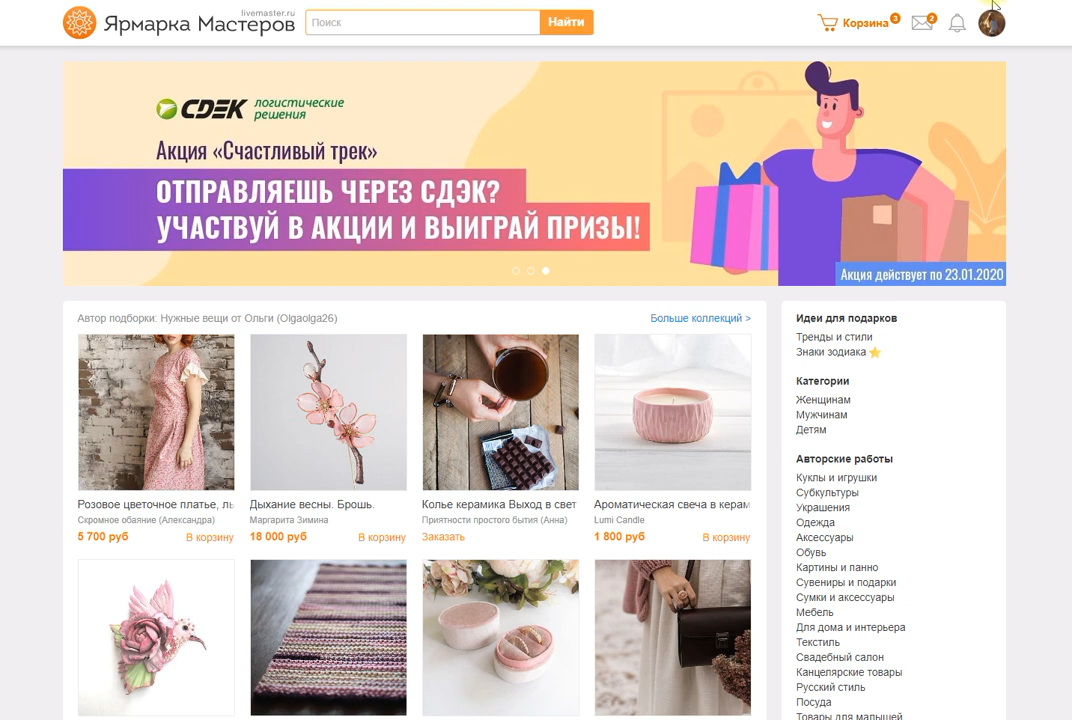 livemaster.ru
Ярмарка Мастеров
Поиск
Найти
Корзина 3
2
СДЕК логистические решения
Акция «Счастливый трек»
ОТПРАВЛЯЕШЬ ЧЕРЕЗ СДЭК?
УЧАСТВУЙ В АКЦИИ И ВЫИГРАЙ ПРИЗЫ!
Акция действует по 23.01.2020
Автор подборки: Нужные вещи от Ольги (Olgaolga26)
Больше коллекций >
Розовое цветочное платье, ль
Скромное обаяние (Александра)
5 700 руб
В корзину
Дыхание весны. Брошь.
Маргарита Зимина
18 000 руб
В корзину
Колье керамика Выход в свет
Приятности простого бытия (Анна)
Заказать
Ароматическая свеча в керам
Lumi Candle
1 800 руб
В корзину
Идеи для подарков
Тренды и стили
Знаки зодиака
Категории
Женщинам
Мужчинам
Детям
Авторские работы
Куклы и игрушки
Субкультуры
Украшения
Одежда
Аксессуары
Обувь
Картины и панно
Сувениры и подарки
Сумки и аксессуары
Мебель
Для дома и интерьера
Текстиль
Свадебный салон
Канцелярские товары
Русский стиль
Посуда
Товары для малышей